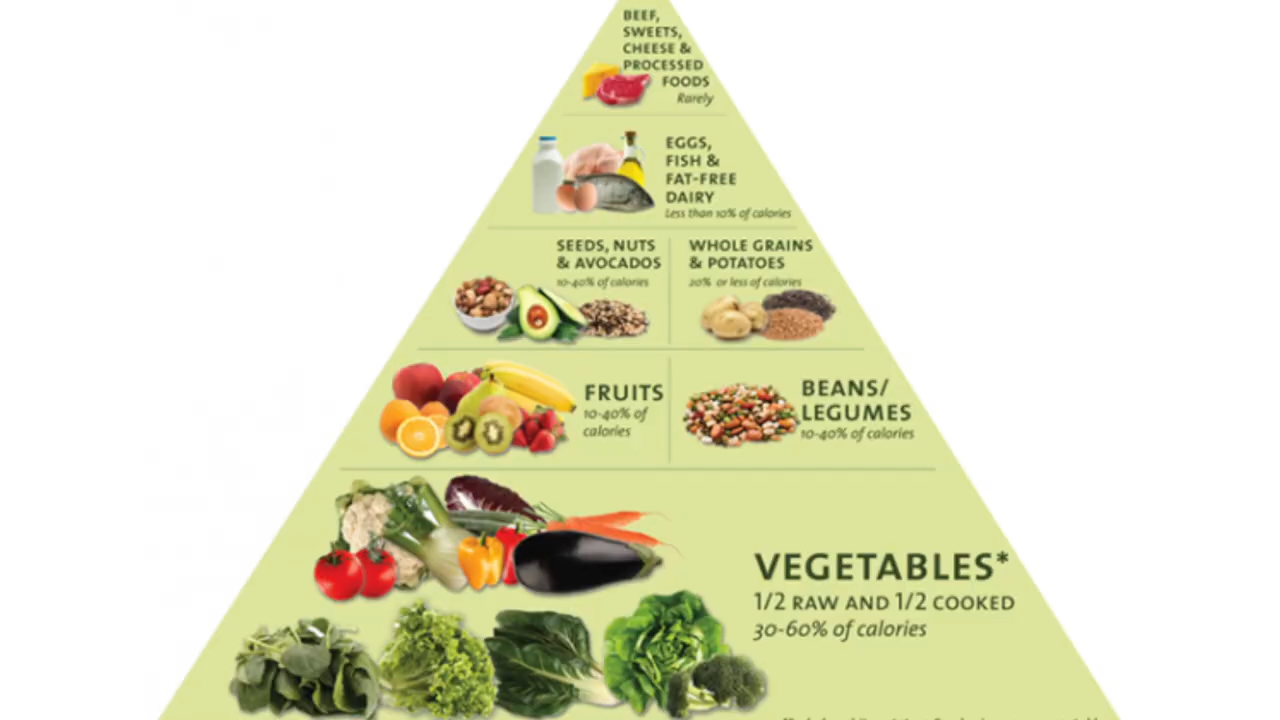 BEEF,
SWEETS,
CHEESE &
PROCESSED
FOODS
Rarely
EGGS,
FISH &
FAT-FREE
DAIRY
Less than 10% of calories
SEEDS, NUTS
& AVOCADOS
10-40% of calories
WHOLE GRAINS
& POTATOES
20% or less of calories
FRUITS
10-40% of
calories
BEANS/
LEGUMES
10-40% of calories
VEGETABLES*
1/2 RAW AND 1/2 COOKED
30-60% of calories